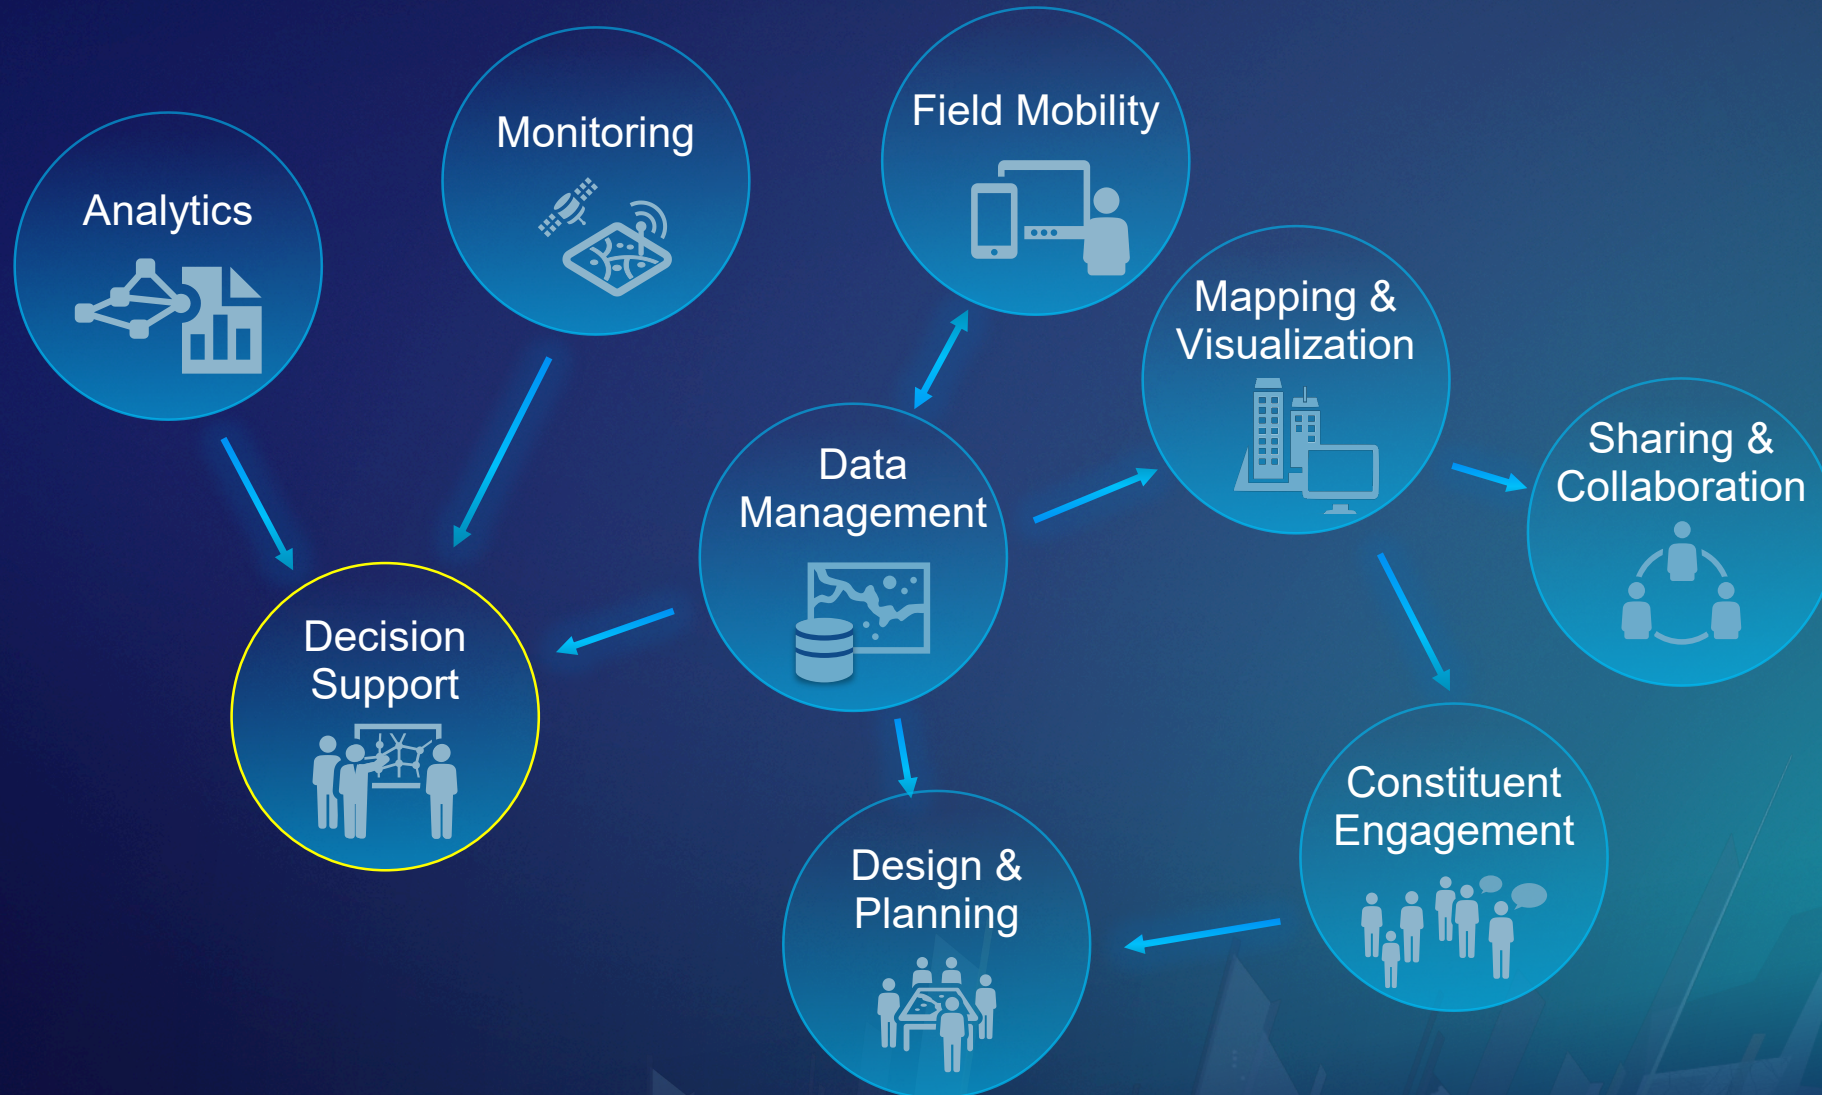 Analytics
Monitoring
Field Mobility
Mapping &
Visualization
Sharing &
Collaboration
Data
Management
Decision
Support
Design &
Planning
Constituent
Engagement